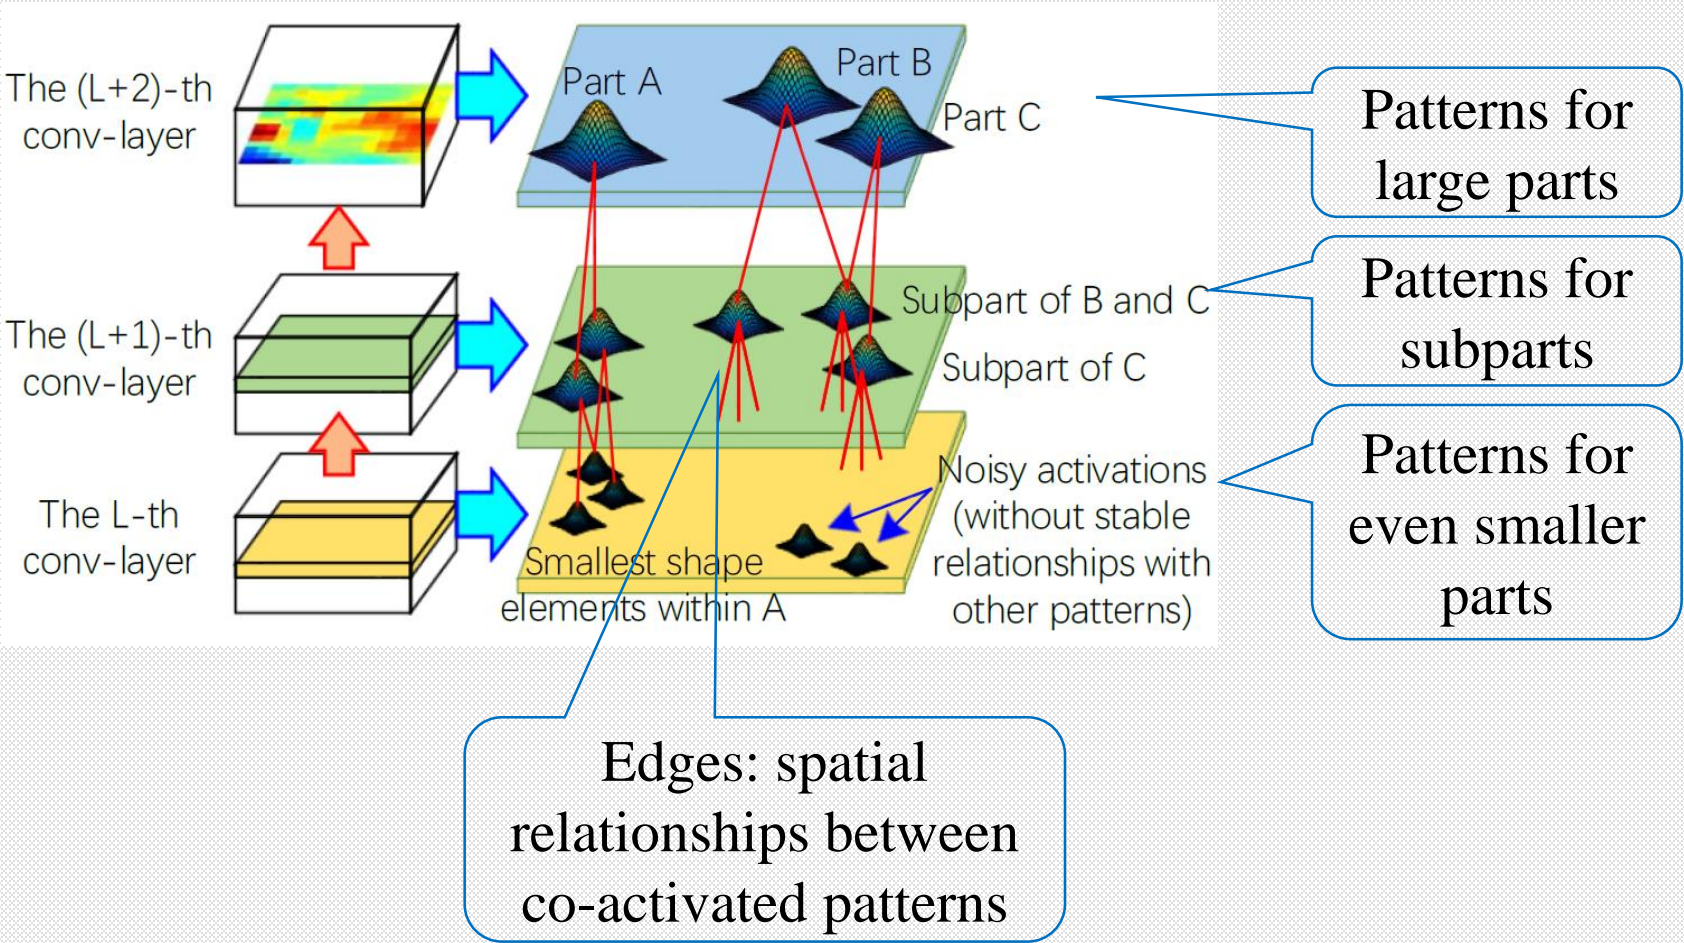 The (L+2)-th
conv-layer
Part A
Part B
Part C
Patterns for
large parts
The (L+1)-th
conv-layer
Subpart of B and C
Subpart of C
Patterns for
subparts
The L-th
conv-layer
Smallest shape
elements within A
Noisy activations
(without stable
relationships with
other patterns)
Patterns for
even smaller
parts
Edges: spatial
relationships between
co-activated patterns